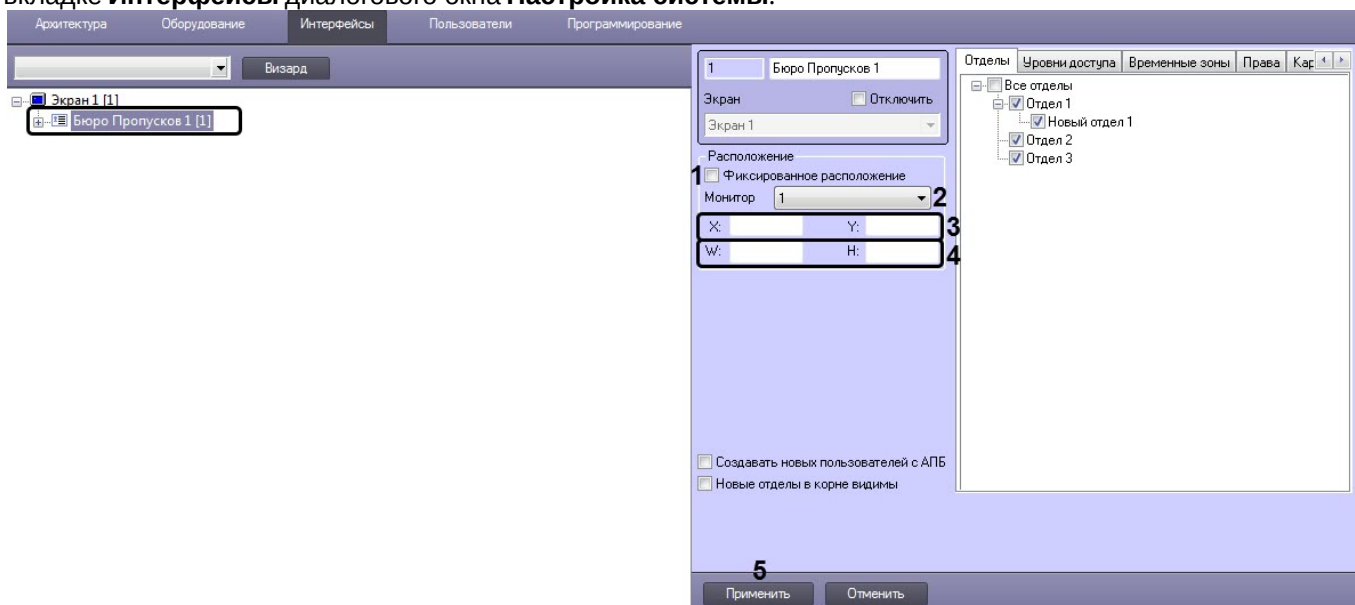 вкладке Интерфейсы диалогового окна Настройка системы.
Архитектура Оборудование Интерфейсы Пользователи Программирование
Визард
Экран 1 [1]
Бюро Пропусков 1 [1]
1 Бюро Пропусков 1
Экран Отключить
Экран 1
Расположение
1 Фиксированное расположение
Монитор 1 2
X: Y: 3
W: H: 4
Создавать новых пользователей с АПБ
Новые отделы в корне видимы
Отделы Уровни доступа Временные зоны Права Кар
Все отделы
Отдел 1
Новый отдел 1
Отдел 2
Отдел 3
5
Применить Отменить